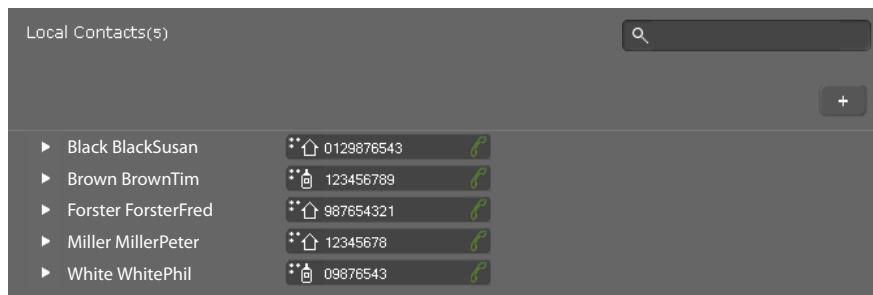 Local Contacts(5)
+
Black BlackSusan 0129876543
Brown BrownTim 123456789
Forster ForsterFred 987654321
Miller MillerPeter 12345678
White WhitePhil 09876543